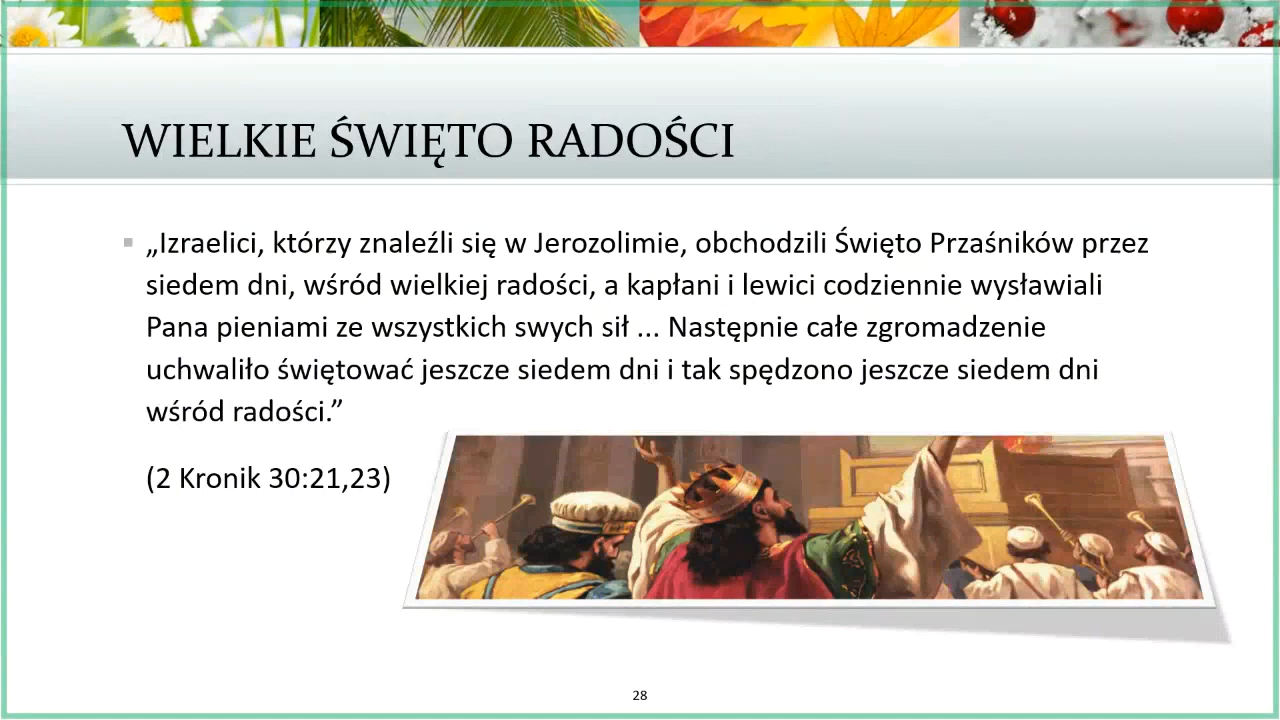 WIELKIE ŚWIĘTO RADOŚCI
„Izraelici, którzy znaleźli się w Jerozolimie, obchodzili Święto Przaśników przez
siedem dni, wśród wielkiej radości, a kapłani i lewici codziennie wysławiali
Pana pieniami ze wszystkich swych sił ... Następnie całe zgromadzenie
uchwaliło świętować jeszcze siedem dni i tak spędzono jeszcze siedem dni
wśród radości.”
(2 Kronik 30:21,23)
28